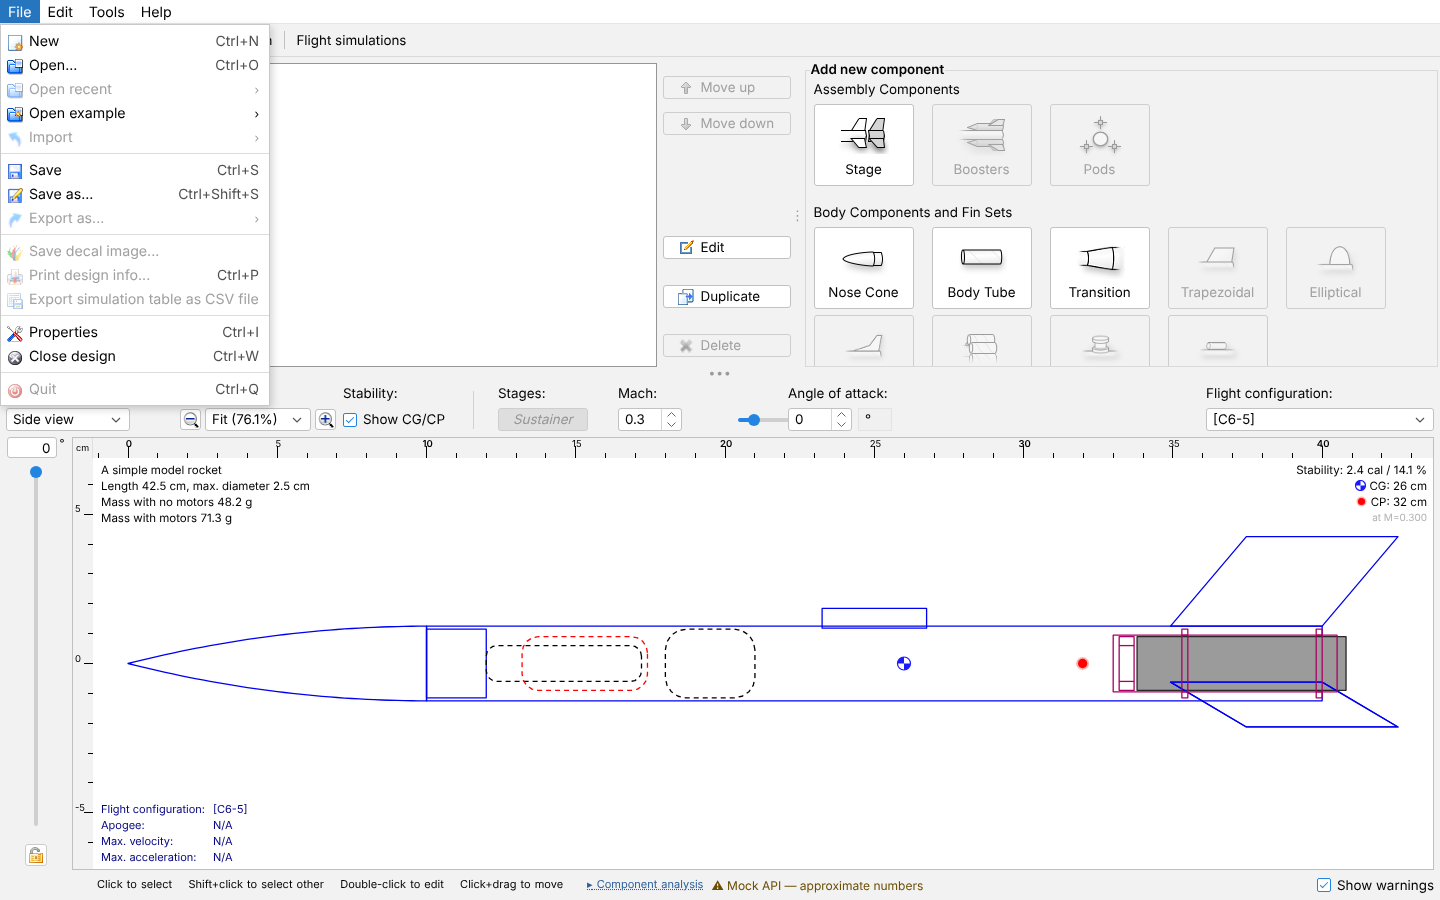 File Edit Tools Help
New Ctrl+N
Open... Ctrl+O
Open recent
Open example
Import
Save Ctrl+S
Save as... Ctrl+Shift+S
Export as...
Save decal image...
Print design info... Ctrl+P
Export simulation table as CSV file
Properties Ctrl+I
Close design Ctrl+W
Quit Ctrl+Q
Flight simulations
Move up
Move down
Edit
Duplicate
Delete
Add new component
Assembly Components
Stage Boosters Pods
Body Components and Fin Sets
Nose Cone Body Tube Transition Trapezoidal Elliptical
Stability: Stages: Mach: Angle of attack: Flight configuration:
Side view Fit (76.1%) Show CG/CP Sustainer 0.3 0 ° [C6-5]
0 ° cm 0 5 10 15 20 25 30 35 40
5
0
-5
A simple model rocket
Length 42.5 cm, max. diameter 2.5 cm
Mass with no motors 48.2 g
Mass with motors 71.3 g
Stability: 2.4 cal / 14.1 %
CG: 26 cm
CP: 32 cm
at M=0.300
Flight configuration: [C6-5]
Apogee: N/A
Max. velocity: N/A
Max. acceleration: N/A
Click to select Shift+click to select other Double-click to edit Click+drag to move ▸ Component analysis ⚠ Mock API — approximate numbers Show warnings